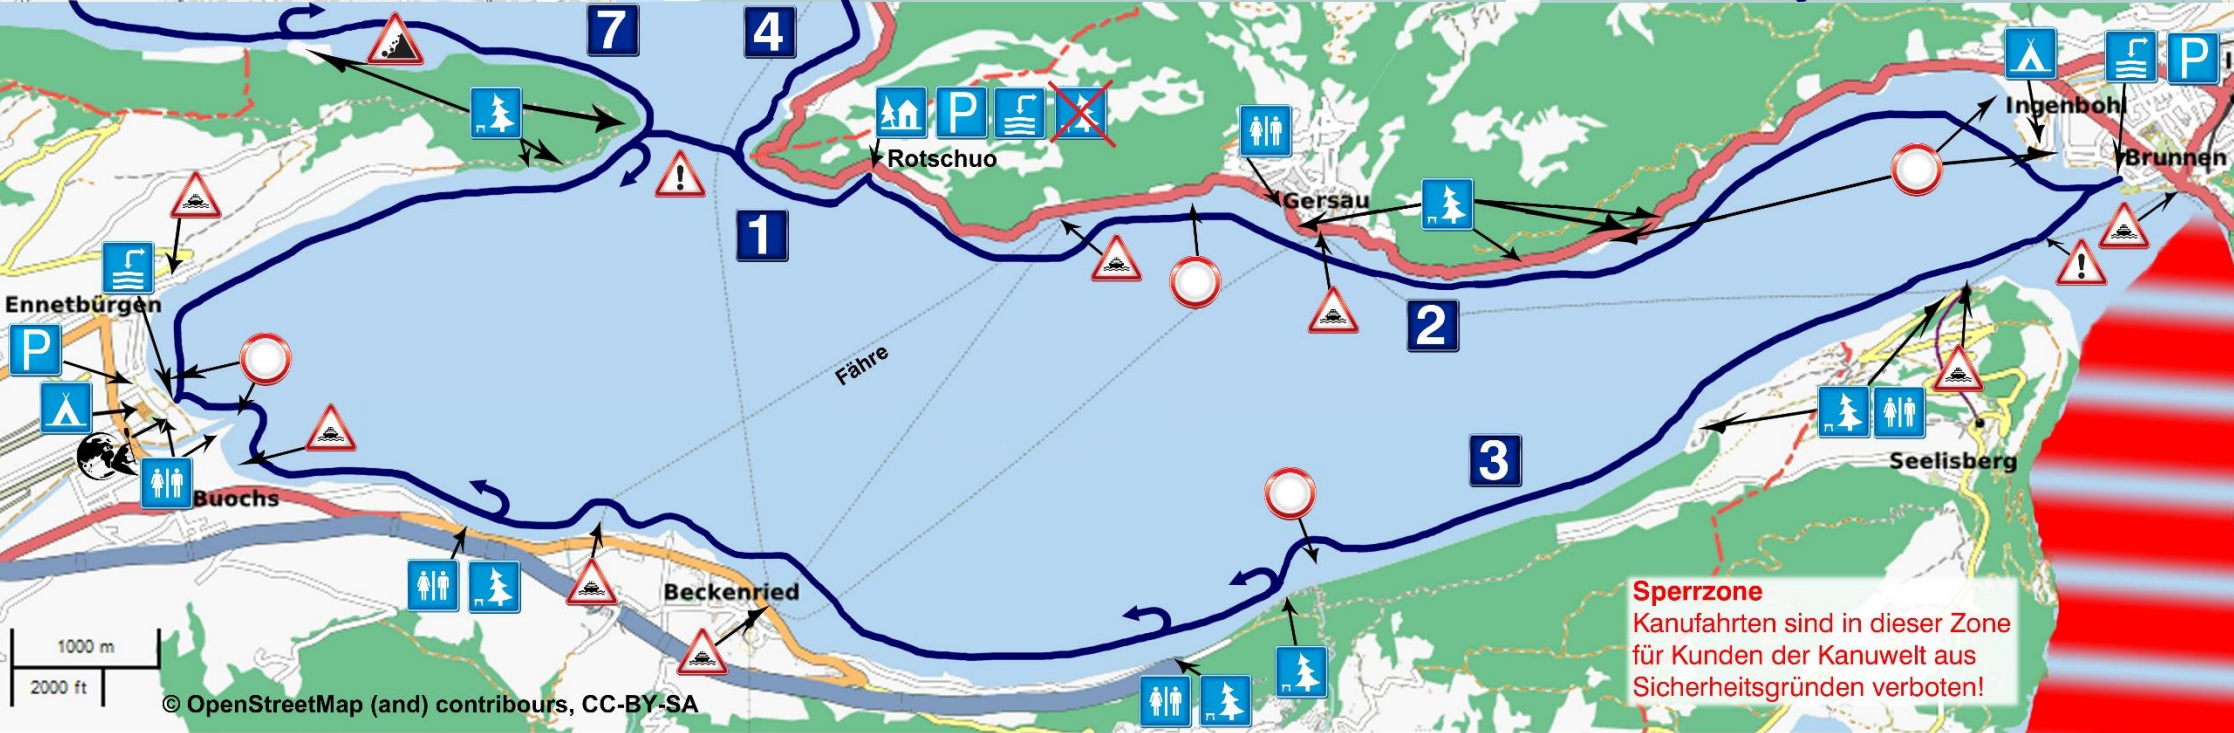 7
4
P
P
Ingenbohl
Rotschuo
Brunnen
!
Gersau
1
!
Ennetbürgen
P
2
Fähre
3
Seelisberg
Buochs
Beckenried
Sperrzone
Kanufahrten sind in dieser Zone
für Kunden der Kanuwelt aus
Sicherheitsgründen verboten!
1000 m
2000 ft
© OpenStreetMap (and) contribours, CC-BY-SA